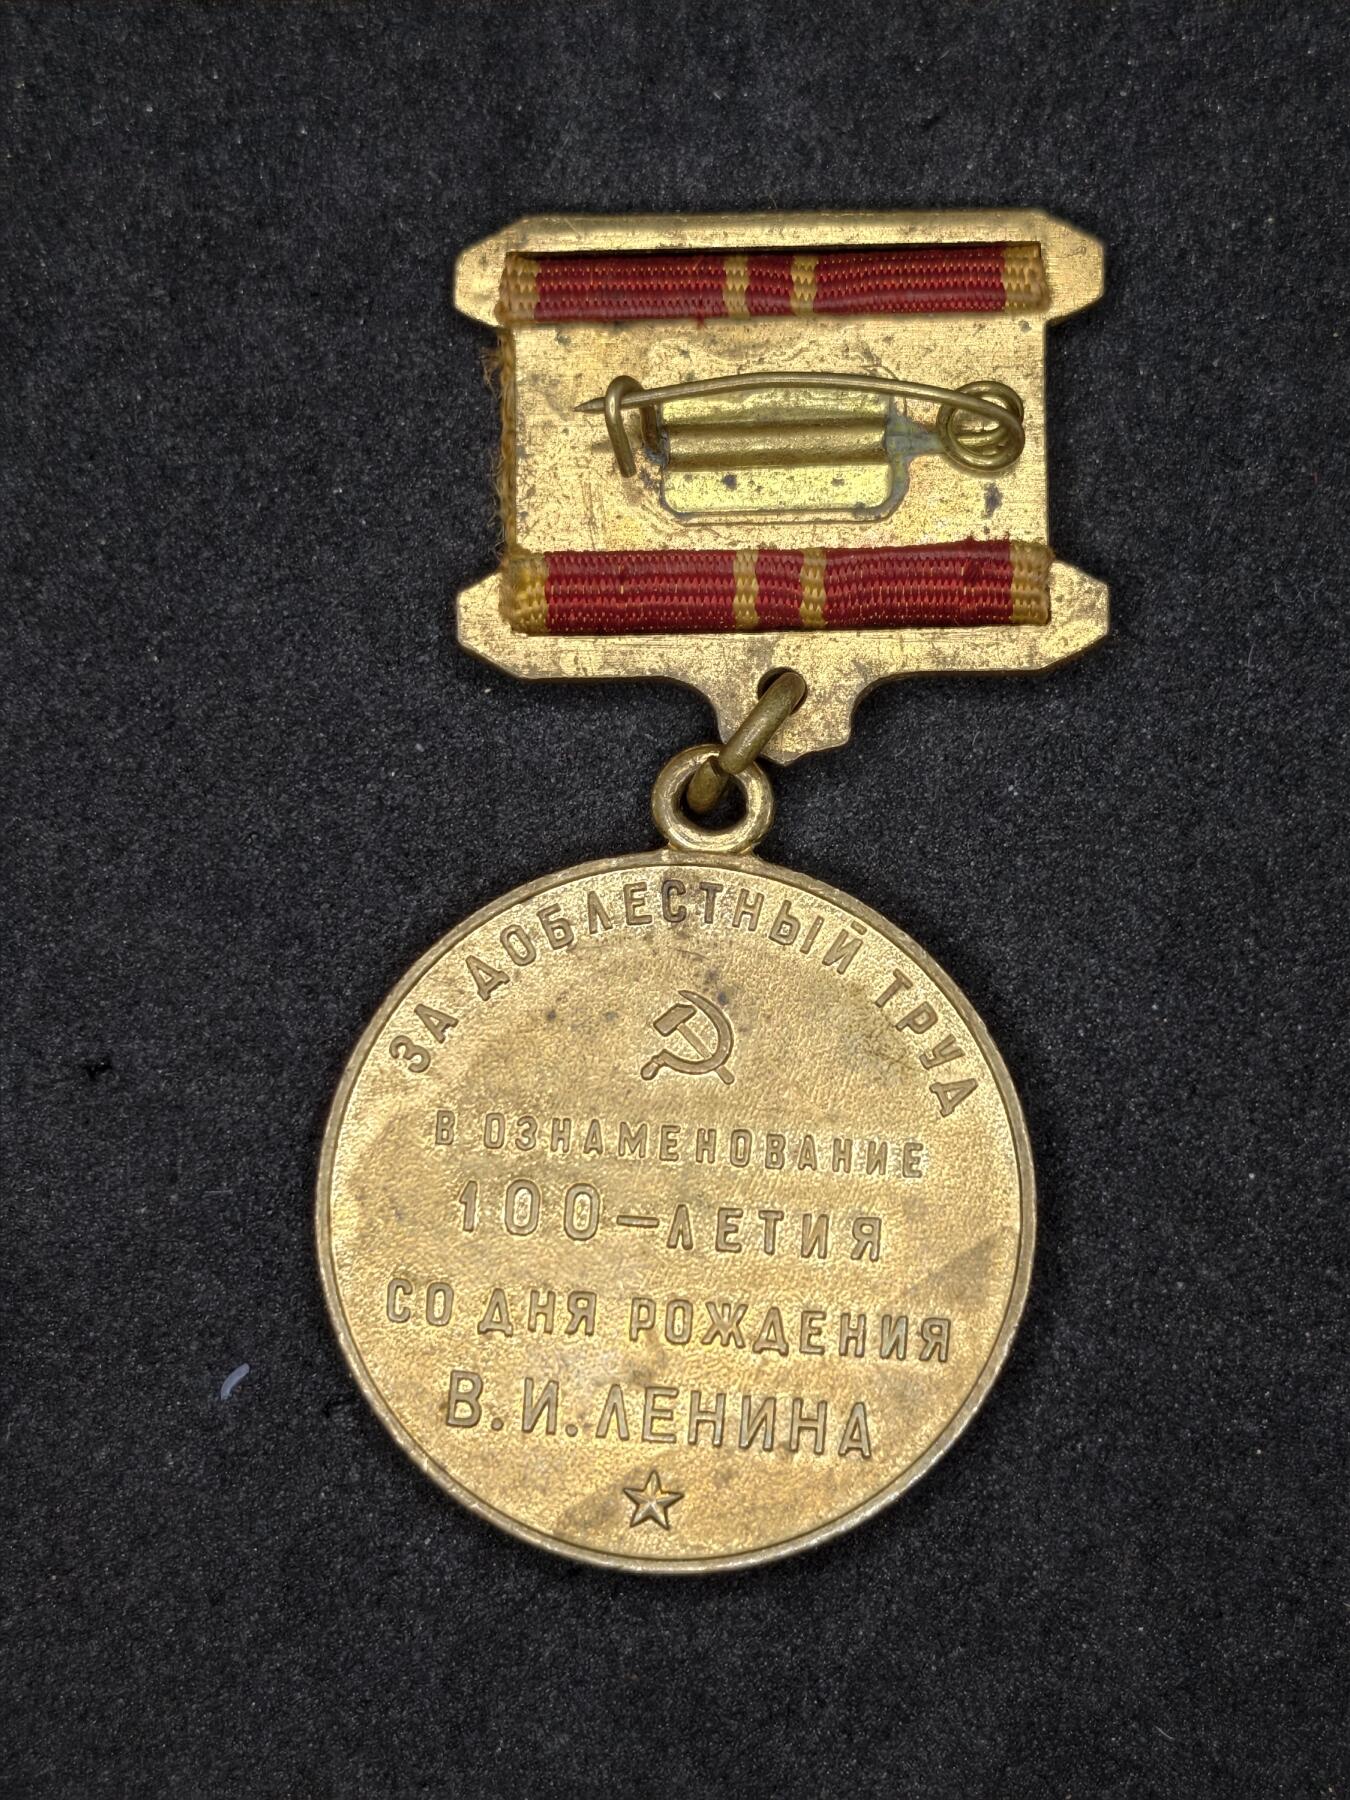 ЗА ДОБЛЕСТНЫЙ ТРУД
В ОЗНАМЕНОВАНИЕ
100-ЛЕТИЯ
СО ДНЯ РОЖДЕНИЯ
В.И.ЛЕНИНА